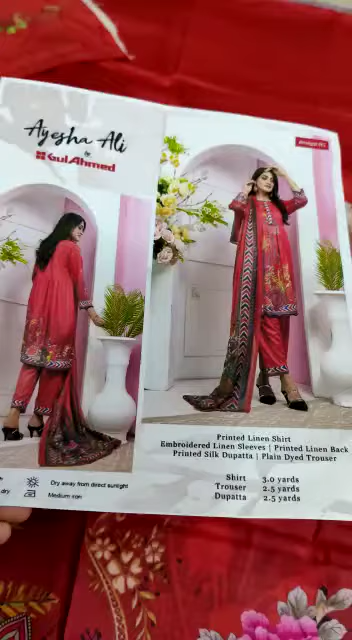 Ayesha Ali
by
GulAhmed
Dry away from direct sunlight
dry
Medium iron
Printed Linen Shirt
Embroidered Linen Sleeves | Printed Linen Back
Printed Silk Dupatta | Plain Dyed Trouser
Shirt 3.0 yards
Trouser 2.5 yards
Dupatta 2.5 yards